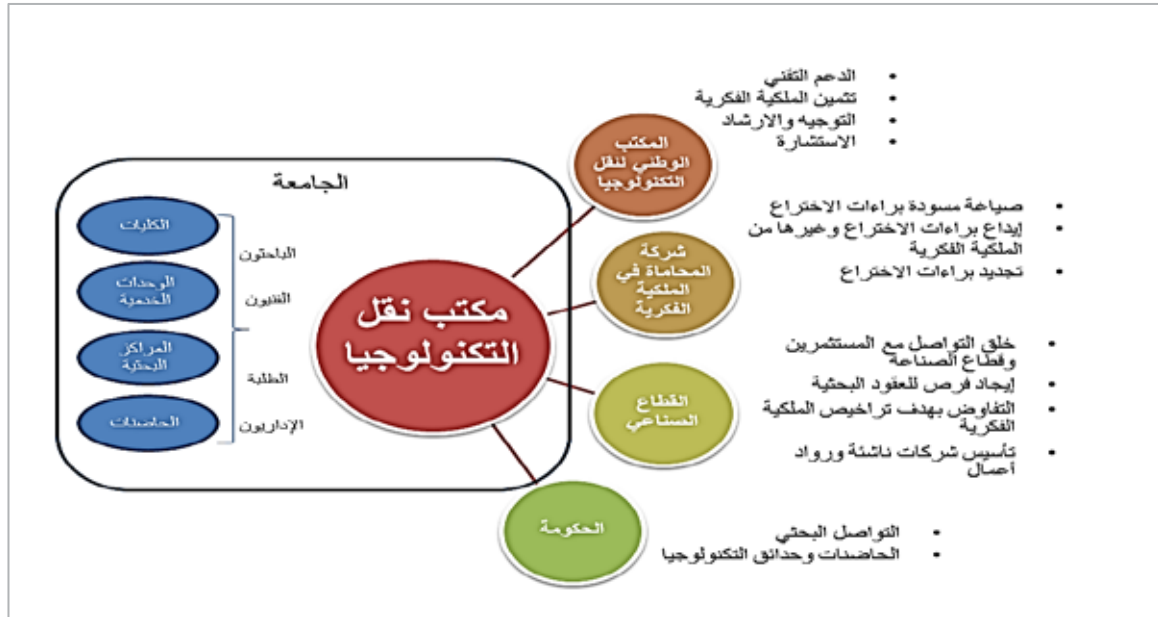 الجامعة
الكليات
الوحدات
الخدمية
المراكز
البحثية
الحاضنات
الباحثون
الفنيون
الطلبة
الإداريون
مكتب نقل
التكنولوجيا
المكتب
الوطني لنقل
التكنولوجيا
• الدعم التقني
• تثمين الملكية الفكرية
• التوجيه والارشاد
• الاستشارة
شركة
المحاماة في
الملكية
الفكرية
• صياغة مسودة براءات الاختراع
• إيداع براءات الاختراع وغيرها من
الملكية الفكرية
• تجديد براءات الاختراع
القطاع
الصناعي
• خلق التواصل مع المستثمرين
وقطاع الصناعة
• إيجاد فرص للعقود البحثية
• التفاوض بهدف تراخيص الملكية
الفكرية
• تأسيس شركات ناشئة ورواد
أعمال
الحكومة
• التواصل البحثي
• الحاضنات وحدائق التكنولوجيا